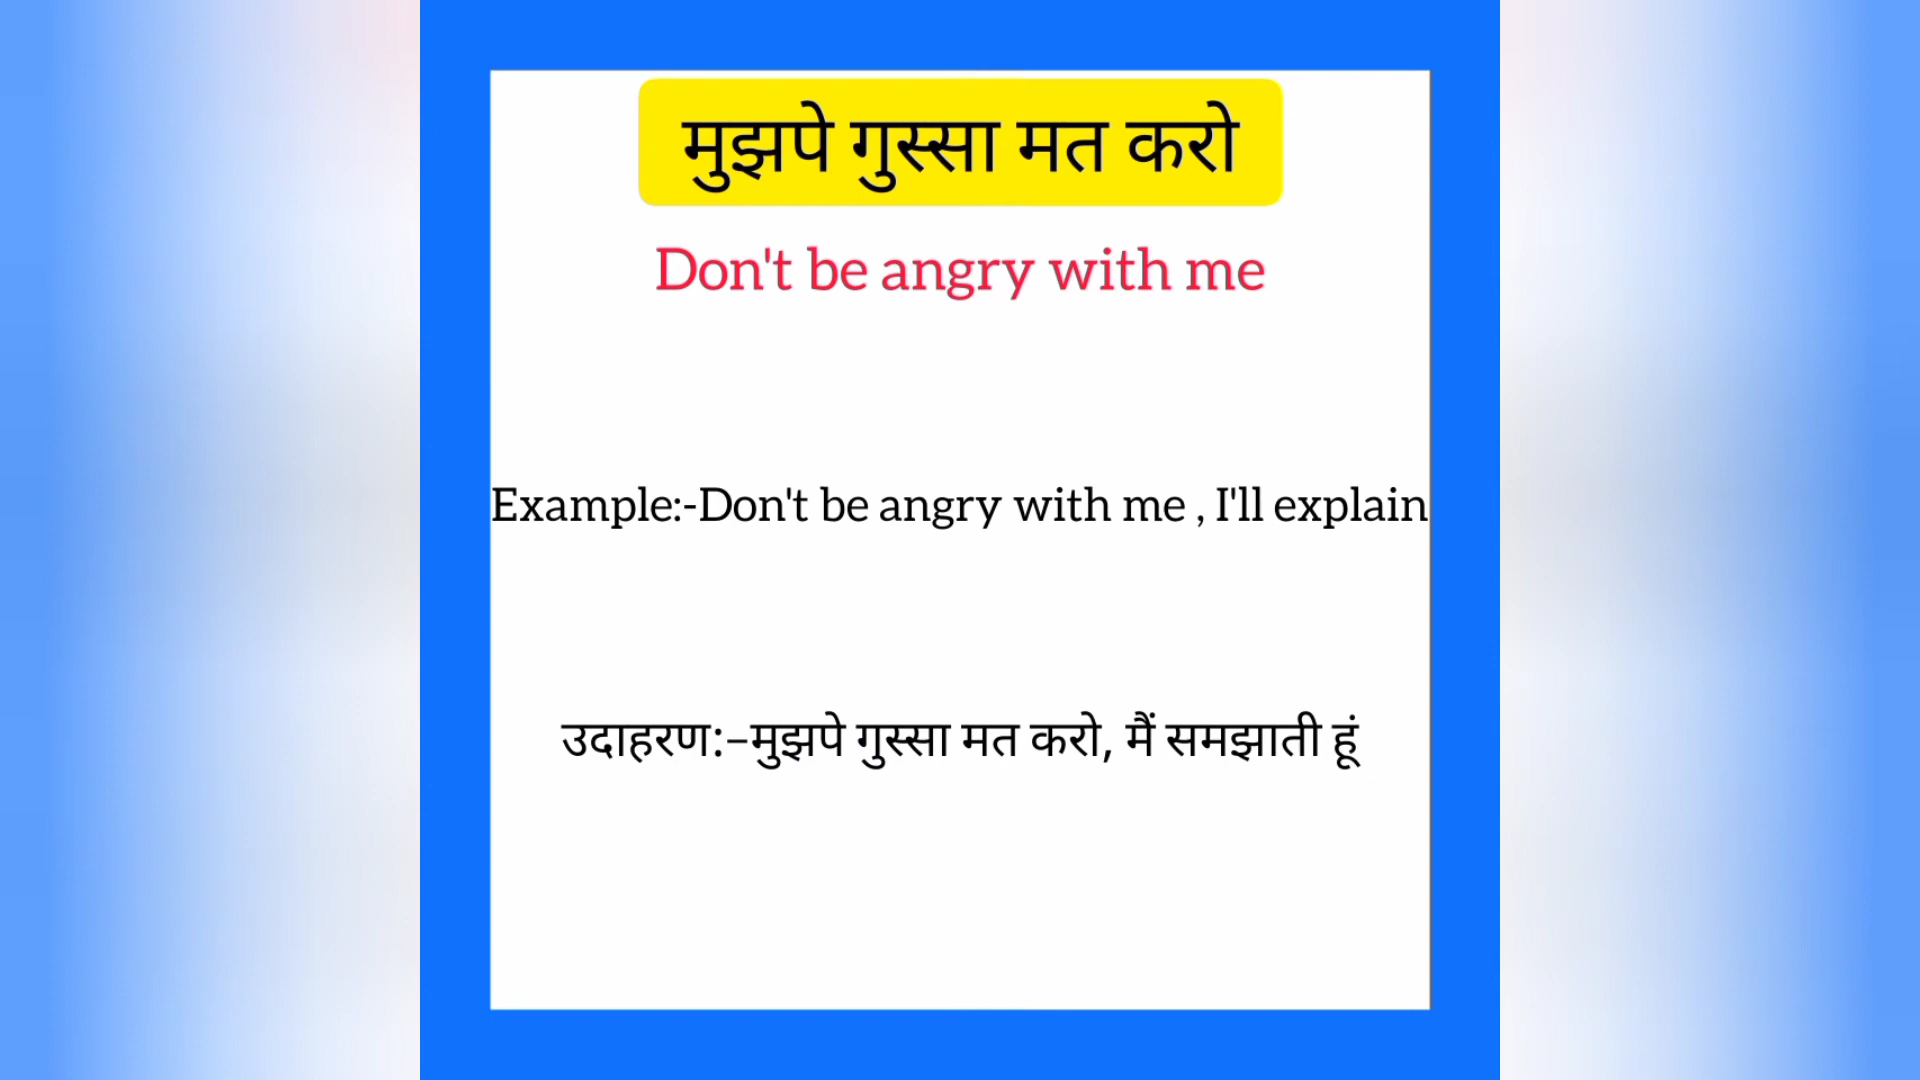 मुझपे गुस्सा मत करो
Don't be angry with me
Example:-Don't be angry with me , I'll explain
उदाहरण:–मुझपे गुस्सा मत करो, मैं समझाती हूं